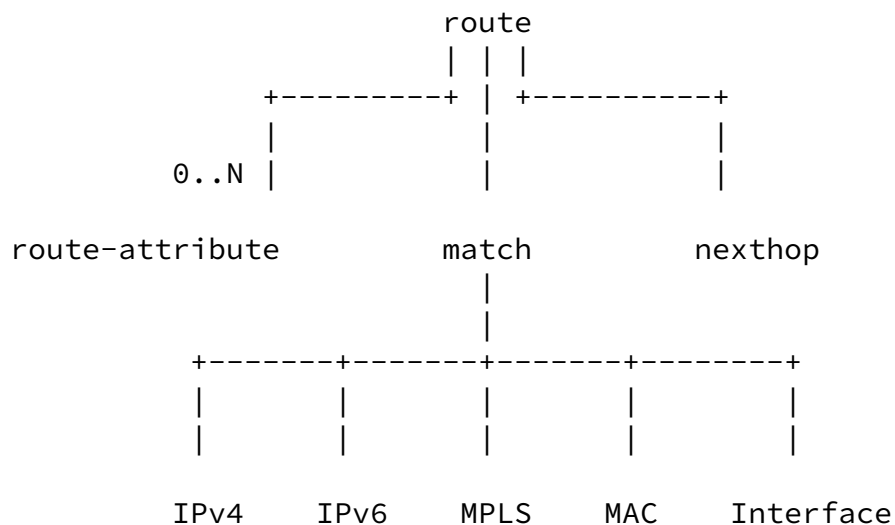 route
0..N
route-attribute match nexthop
IPv4 IPv6 MPLS MAC Interface